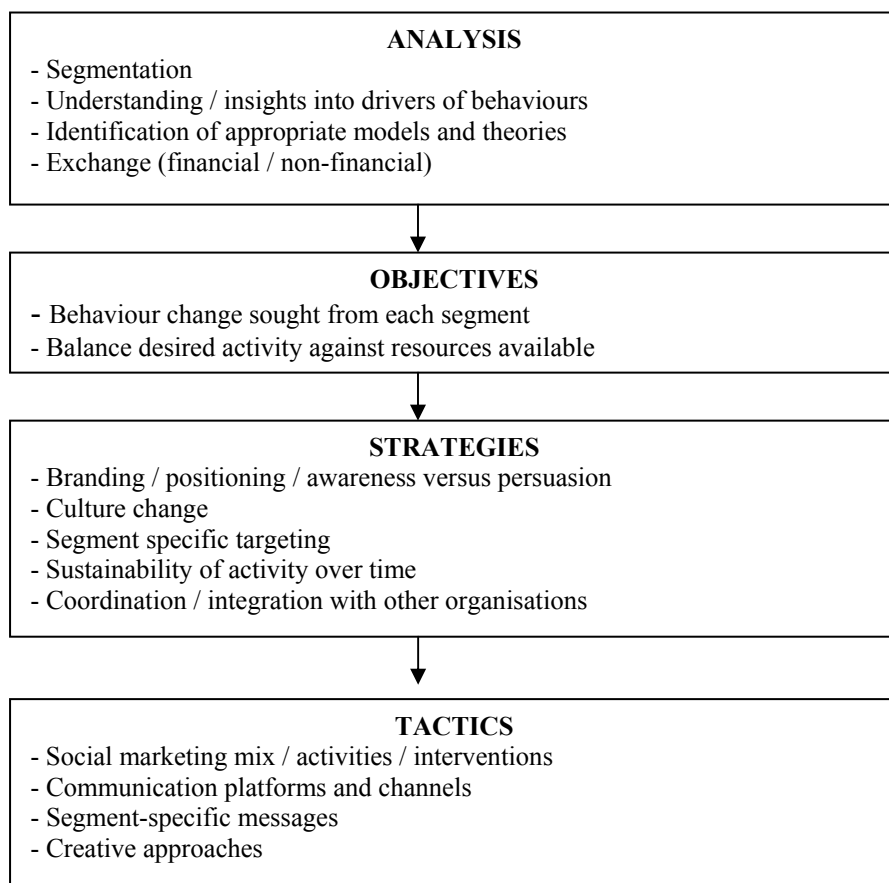 ANALYSIS
- Segmentation
- Understanding / insights into drivers of behaviours
- Identification of appropriate models and theories
- Exchange (financial / non-financial)
OBJECTIVES
- Behaviour change sought from each segment
- Balance desired activity against resources available
STRATEGIES
- Branding / positioning / awareness versus persuasion
- Culture change
- Segment specific targeting
- Sustainability of activity over time
- Coordination / integration with other organisations
TACTICS
- Social marketing mix / activities / interventions
- Communication platforms and channels
- Segment-specific messages
- Creative approaches